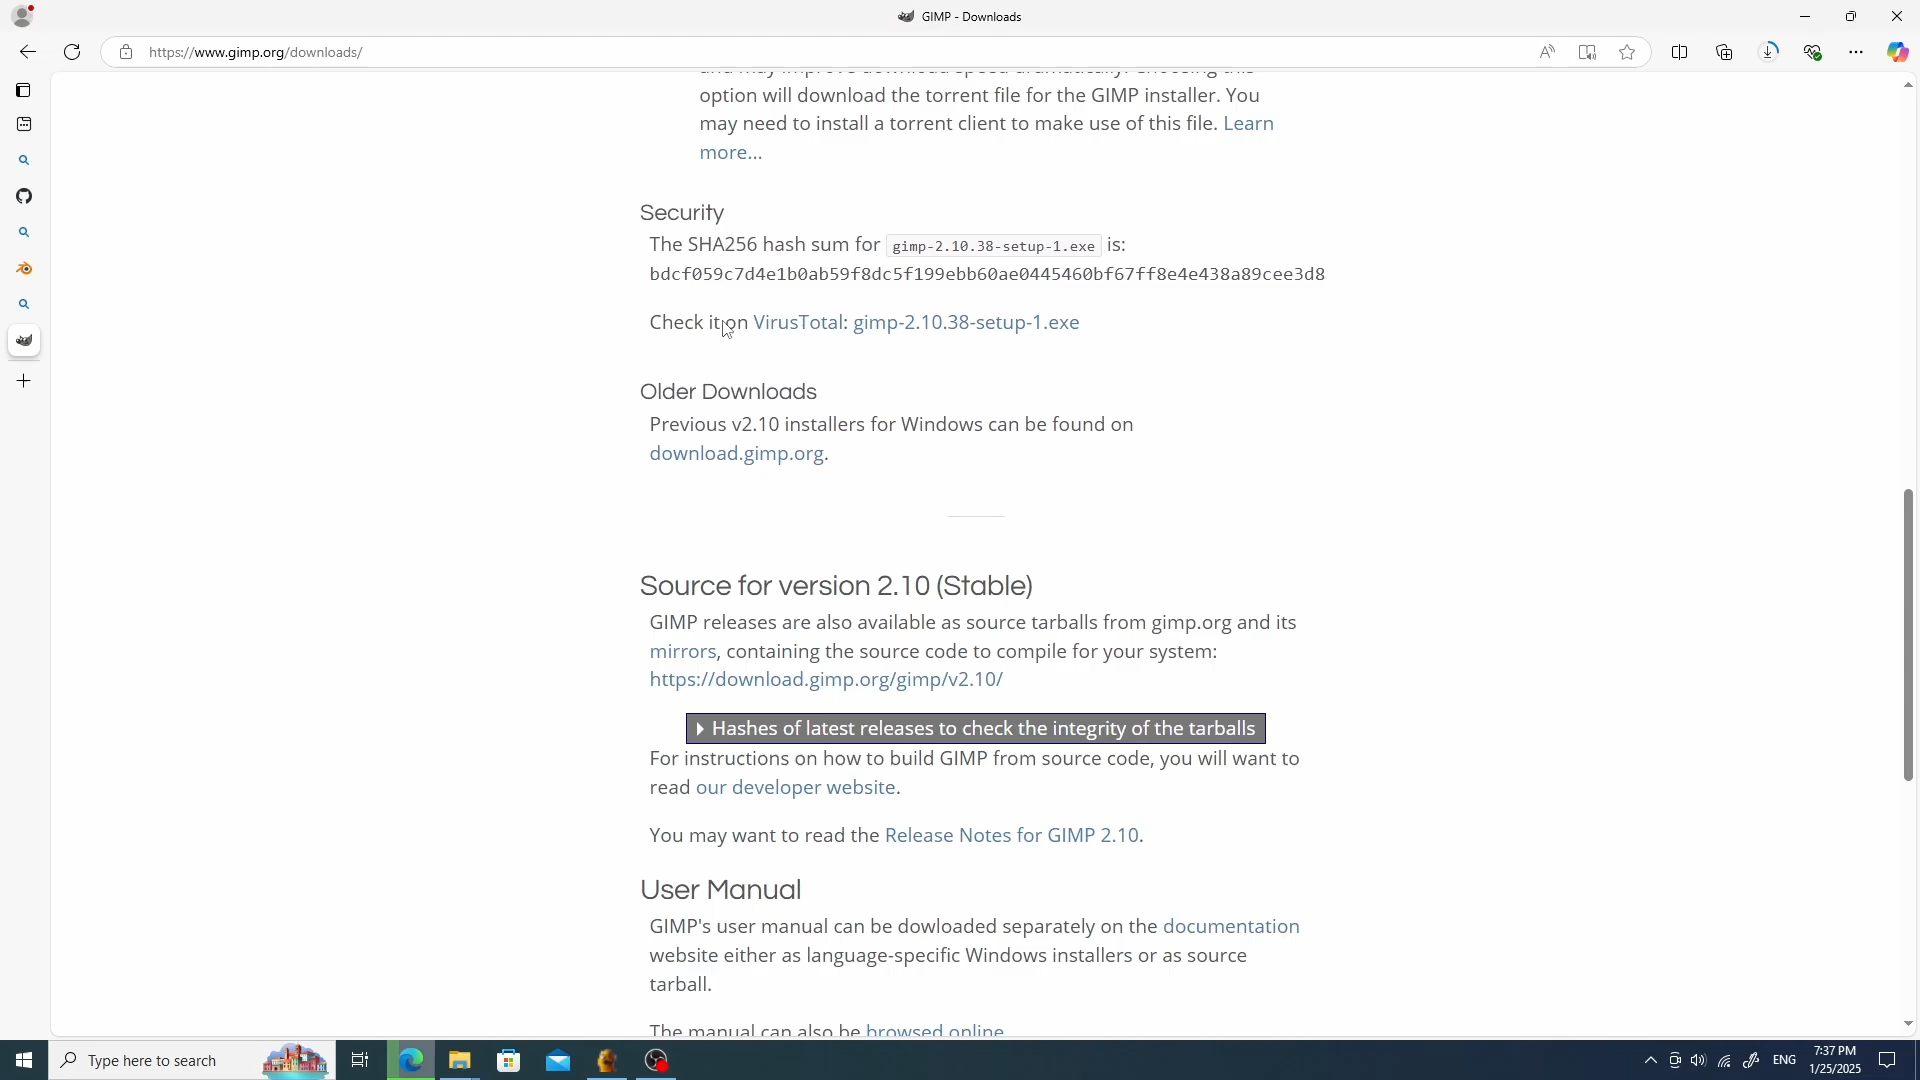 GIMP - Downloads
https://www.gimp.org/downloads/
option will download the torrent file for the GIMP installer. You
may need to install a torrent client to make use of this file. Learn
more...
Security
The SHA256 hash sum for gimp-2.10.38-setup-1.exe is:
bdcf059c7d4e1b0ab59f8dc5f199ebb60ae0445460bf67ff8e4e438a89cee3d8
Check it on VirusTotal: gimp-2.10.38-setup-1.exe
Older Downloads
Previous v2.10 installers for Windows can be found on
download.gimp.org.
Source for version 2.10 (Stable)
GIMP releases are also available as source tarballs from gimp.org and its
mirrors, containing the source code to compile for your system:
https://download.gimp.org/gimp/v2.10/
Hashes of latest releases to check the integrity of the tarballs
For instructions on how to build GIMP from source code, you will want to
read our developer website.
You may want to read the Release Notes for GIMP 2.10.
User Manual
GIMP's user manual can be dowloaded separately on the documentation
website either as language-specific Windows installers or as source
tarball.
The manual can also be browsed online
Type here to search
ENG
7:37 PM
1/25/2025